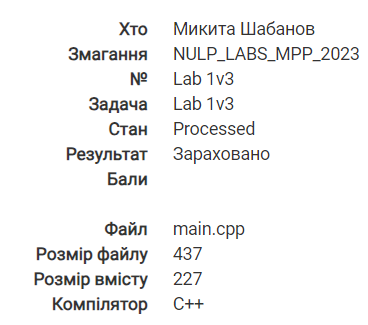 Хто Микита Шабанов
Змагання NULP_LABS_MPP_2023
№ Lab 1v3
Задача Lab 1v3
Стан Processed
Результат Зараховано
Бали
Файл main.cpp
Розмір файлу 437
Розмір вмісту 227
Компілятор C++